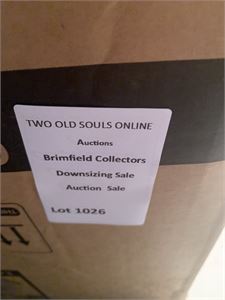 TWO OLD SOULS ONLINE
Auctions
Brimfield Collectors
Downsizing Sale
Auction Sale
Lot 1026